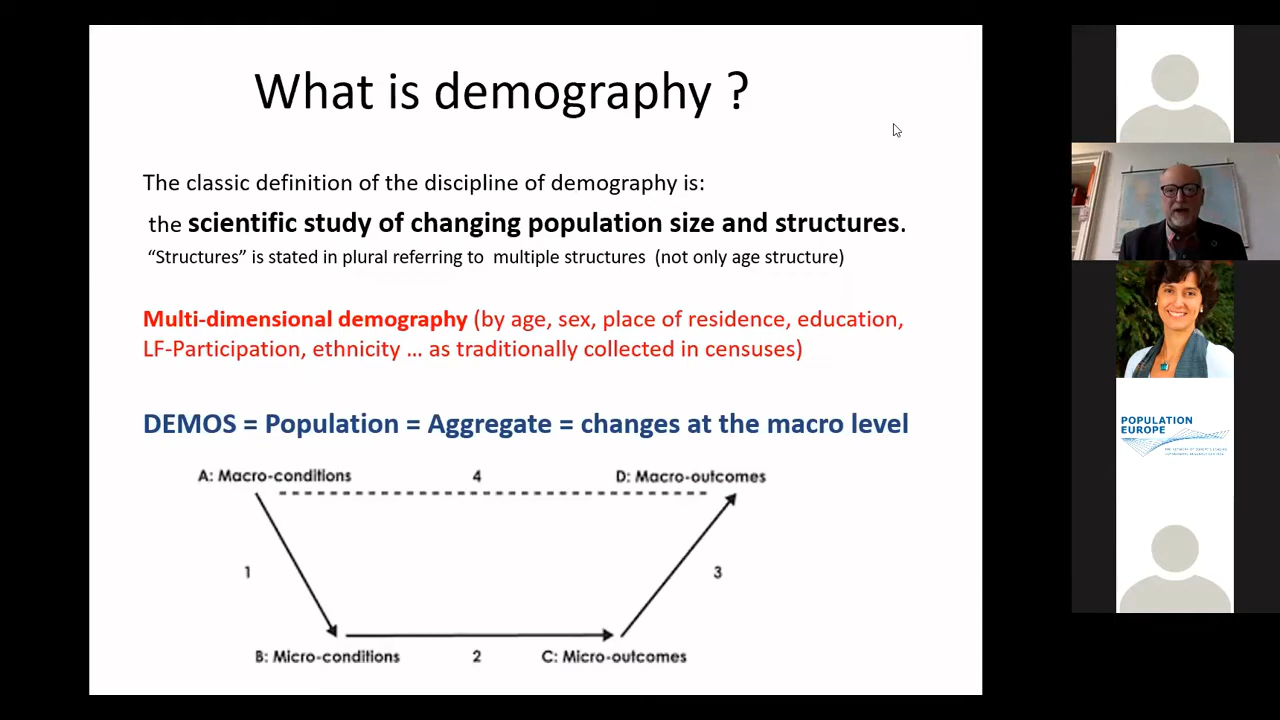 What is demography ?
The classic definition of the discipline of demography is:
the scientific study of changing population size and structures.
“Structures” is stated in plural referring to multiple structures (not only age structure)
Multi-dimensional demography (by age, sex, place of residence, education,
LF-Participation, ethnicity … as traditionally collected in censuses)
DEMOS = Population = Aggregate = changes at the macro level
A: Macro-conditions 4 D: Macro-outcomes
1 3
B: Micro-conditions 2 C: Micro-outcomes
POPULATION
EUROPE